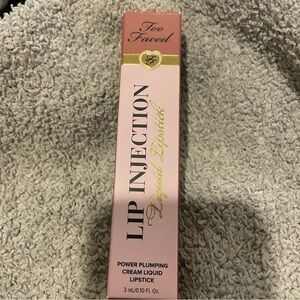 Too
Faced
LIP INJECTION
Liquid Lipstick
POWER PLUMPING
CREAM LIQUID
LIPSTICK
3 mL/0.10 Fl. Oz.